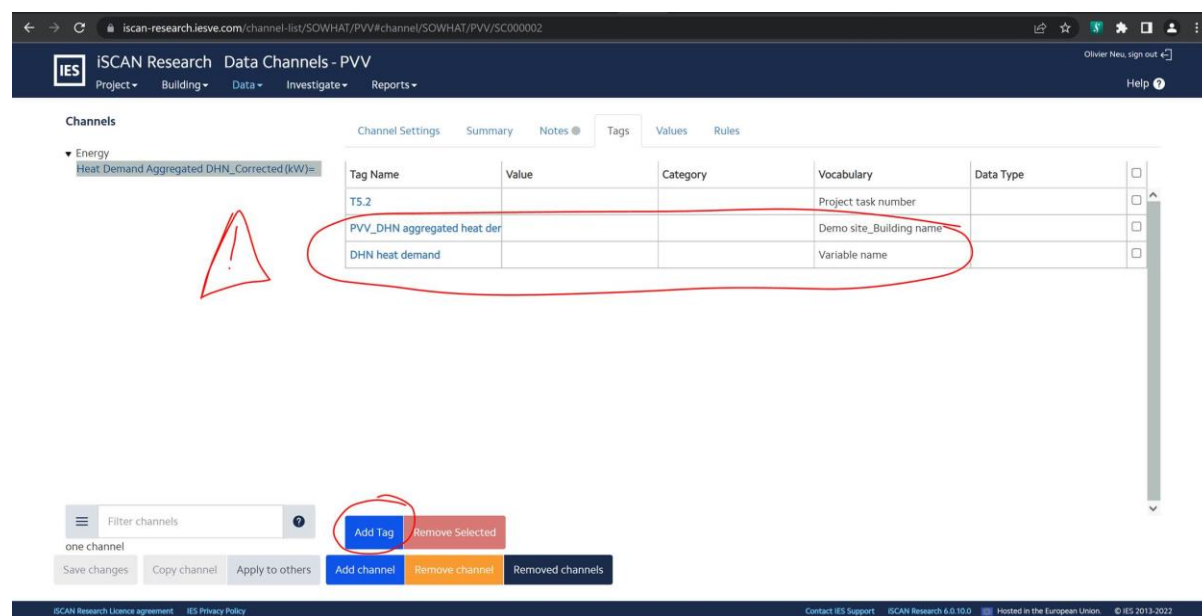 iscan-research.iesve.com/channel-list/SOWHAT/PVV#channel/SOWHAT/PVV/SC000002
IES
iSCAN Research Data Channels - PVV
Olivier Neu, sign out
Project Building Data Investigate Reports
Help ?
Channels
Channel Settings Summary Notes Tags Values Rules
Energy
Heat Demand Aggregated DHN_Corrected (kW)=
Tag Name Value Category Vocabulary Data Type
T5.2 Project task number
PVV_DHN aggregated heat der Demo site_Building name
DHN heat demand Variable name
!
Filter channels ?
one channel
Add Tag Remove Selected
Save changes Copy channel Apply to others Add channel Remove channel Removed channels
iSCAN Research Licence agreement IES Privacy Policy Contact IES Support iSCAN Research 6.0.10.0 Hosted in the European Union. © IES 2013-2022